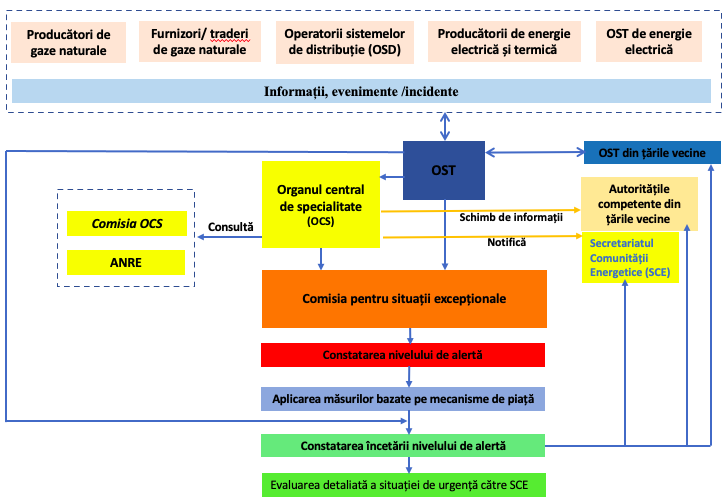 Producători de
gaze naturale
Furnizori/ traderi
de gaze naturale
Operatorii sistemelor
de distribuție (OSD)
Producătorii de energie
electrică și termică
OST de energie
electrică
Informații, evenimente /incidente
OST
OST din țările vecine
Organul central
de specialitate
(OCS)
Schimb de informații
Autoritățile
competente din
țările vecine
Comisia OCS
Consultă
ANRE
Notifică
Secretariatul
Comunității
Energetice (SCE)
Comisia pentru situații excepționale
Constatarea nivelului de alertă
Aplicarea măsurilor bazate pe mecanisme de piață
Constatarea încetării nivelului de alertă
Evaluarea detaliată a situației de urgență către SCE